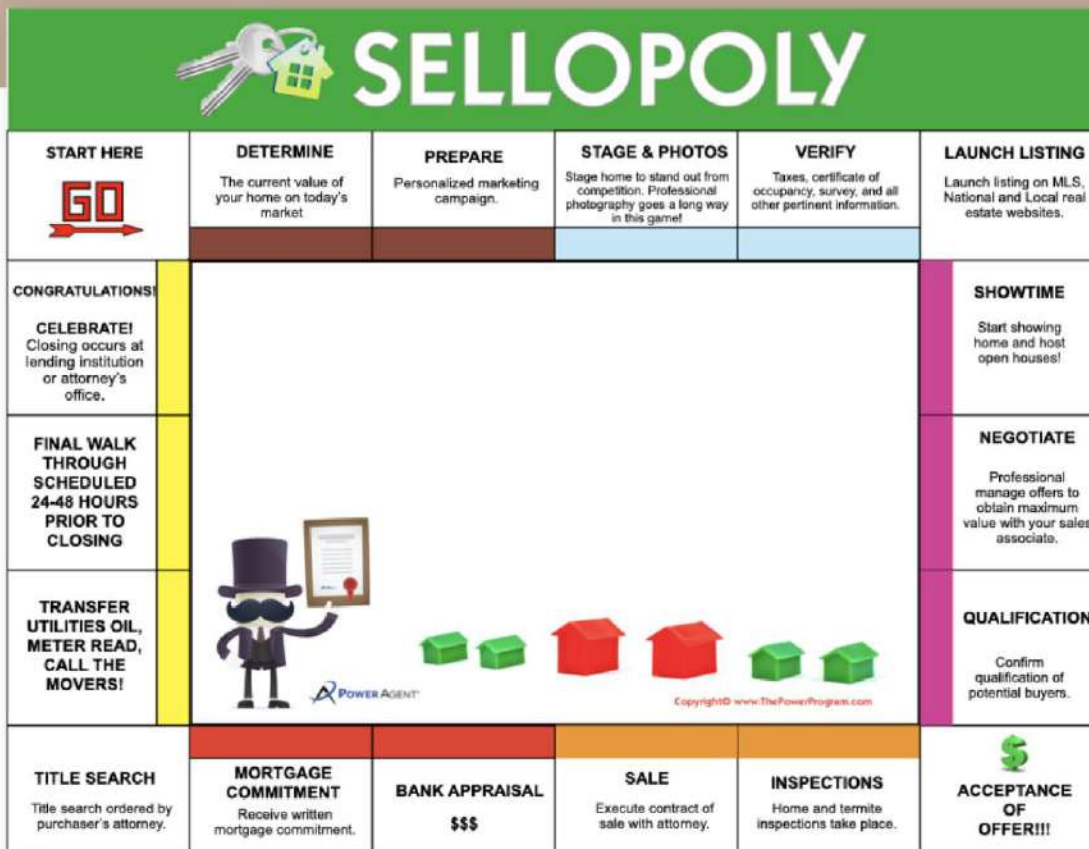 SELLOPOLY
START HERE
GO
DETERMINE
The current value of
your home on today's
market
PREPARE
Personalized marketing
campaign.
STAGE & PHOTOS
Stage home to stand out from
competition. Professional
photography goes a long way
in this game!
VERIFY
Taxes, certificate of
occupancy, survey, and all
other pertinent information.
LAUNCH LISTING
Launch listing on MLS,
National and Local real
estate websites.
SHOWTIME
Start showing
home and host
open houses!
NEGOTIATE
Professional
manage offers to
obtain maximum
value with your sales
associate.
QUALIFICATION
Confirm
qualification of
potential buyers.
$
ACCEPTANCE
OF
OFFER!!!
INSPECTIONS
Home and termite
inspections take place.
SALE
Execute contract of
sale with attorney.
BANK APPRAISAL
$$$
MORTGAGE
COMMITMENT
Receive written
mortgage commitment.
TITLE SEARCH
Title search ordered by
purchaser's attorney.
TRANSFER
UTILITIES OIL,
METER READ,
CALL THE
MOVERS!
FINAL WALK
THROUGH
SCHEDULED
24-48 HOURS
PRIOR TO
CLOSING
CONGRATULATIONS!
CELEBRATE!
Closing occurs at
lending institution
or attorney's
office.
POWER AGENT
Copyright© www.ThePowerProgram.com